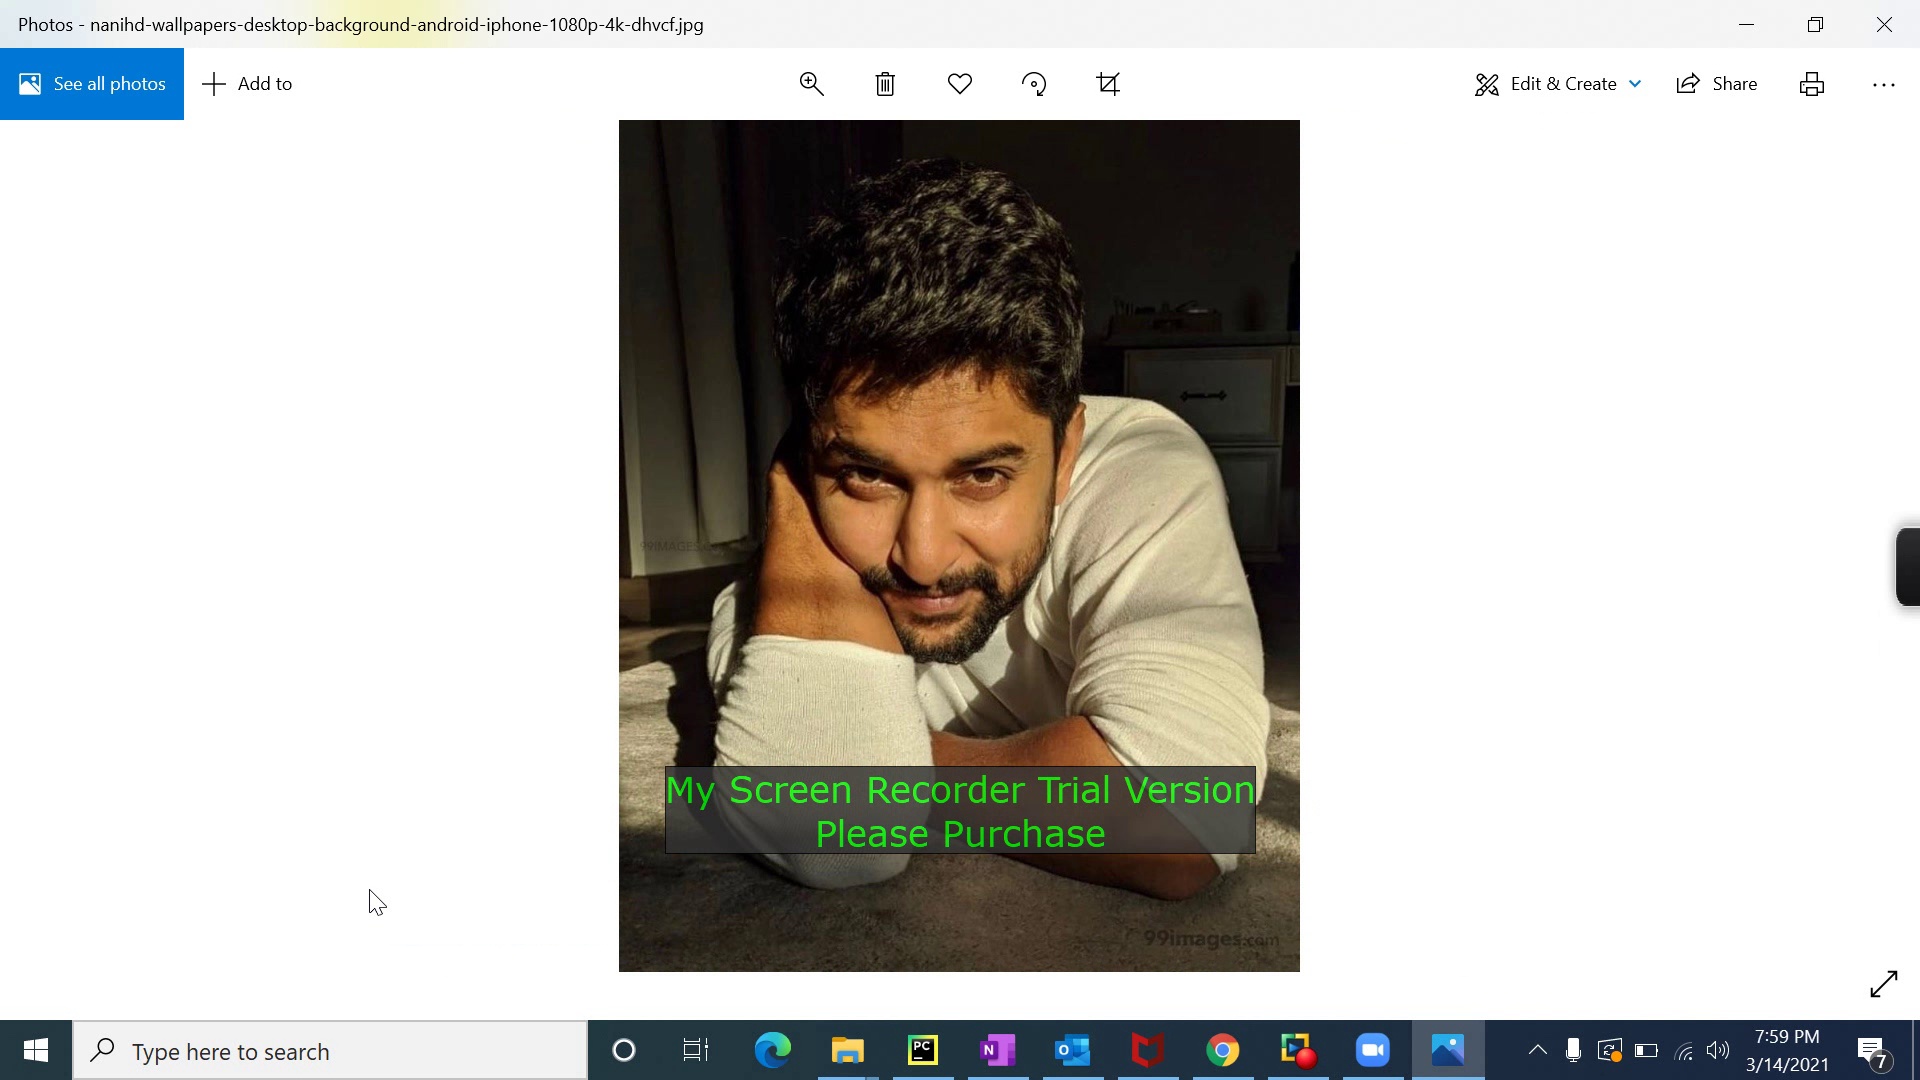 Photos - nanihd-wallpapers-desktop-background-android-iphone-1080p-4k-dhvcf.jpg
See all photos
Add to
Edit & Create
Share
99IMAGES.c
My Screen Recorder Trial Version
Please Purchase
99images.com
Type here to search
PC
N
O
7:59 PM
3/14/2021
7